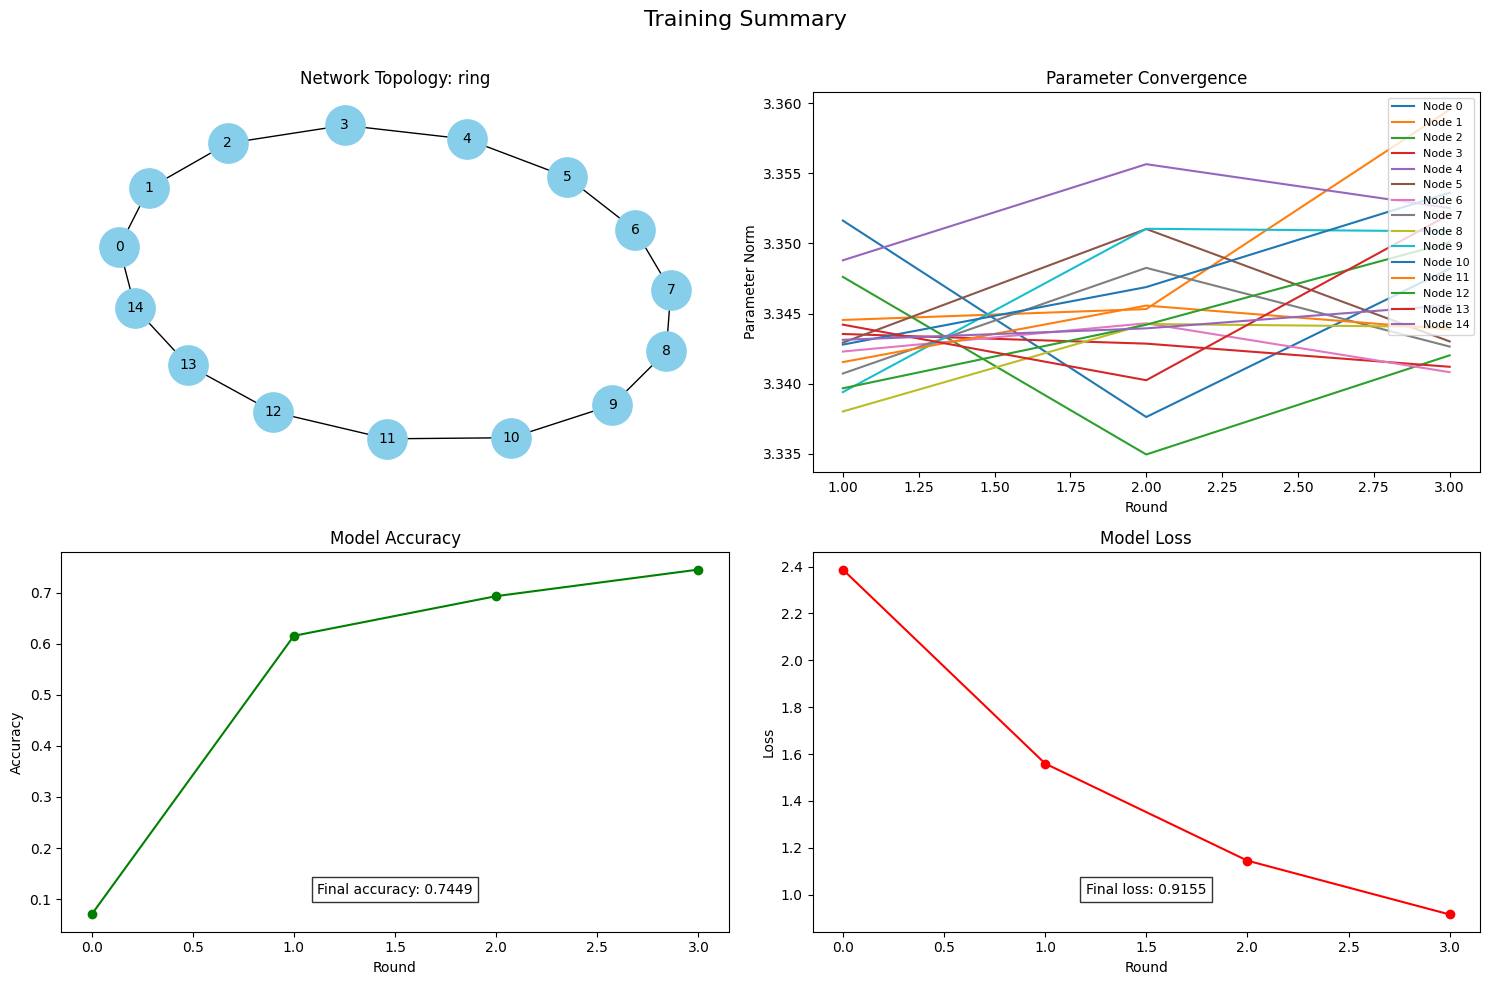 Training Summary
Network Topology: ring
3
2
4
5
1
6
0
7
14
8
13
9
12
11
10
Parameter Convergence
Parameter Norm
3.360
3.355
3.350
3.345
3.340
3.335
Node 0
Node 1
Node 2
Node 3
Node 4
Node 5
Node 6
Node 7
Node 8
Node 9
Node 10
Node 11
Node 12
Node 13
Node 14
1.00 1.25 1.50 1.75 2.00 2.25 2.50 2.75 3.00
Round
Model Accuracy
Accuracy
0.7
0.6
0.5
0.4
0.3
0.2
0.1
Final accuracy: 0.7449
0.0 0.5 1.0 1.5 2.0 2.5 3.0
Round
Model Loss
Loss
2.4
2.2
2.0
1.8
1.6
1.4
1.2
1.0
Final loss: 0.9155
0.0 0.5 1.0 1.5 2.0 2.5 3.0
Round